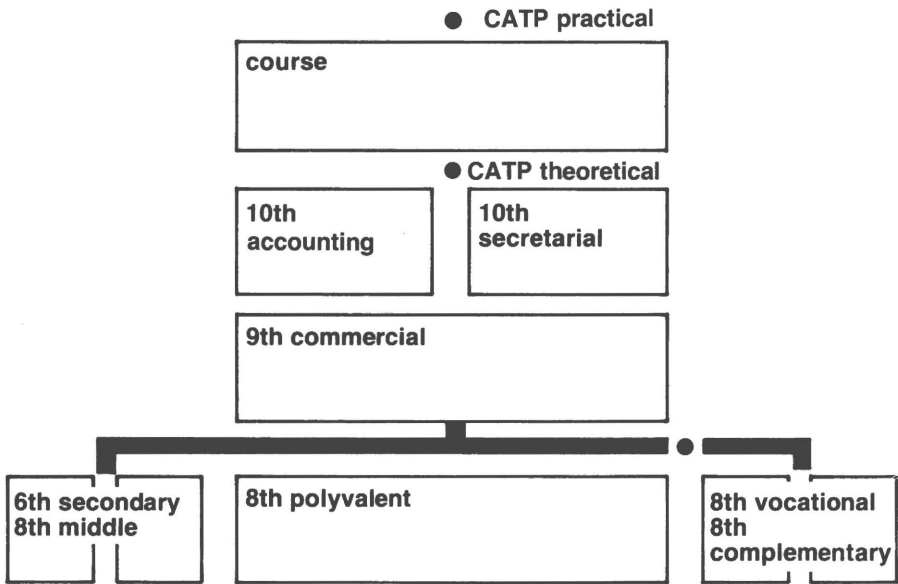 CATP practical
course
CATP theoretical
10th
accounting
10th
secretarial
9th commercial
6th secondary
8th middle
8th polyvalent
8th vocational
8th
complementary